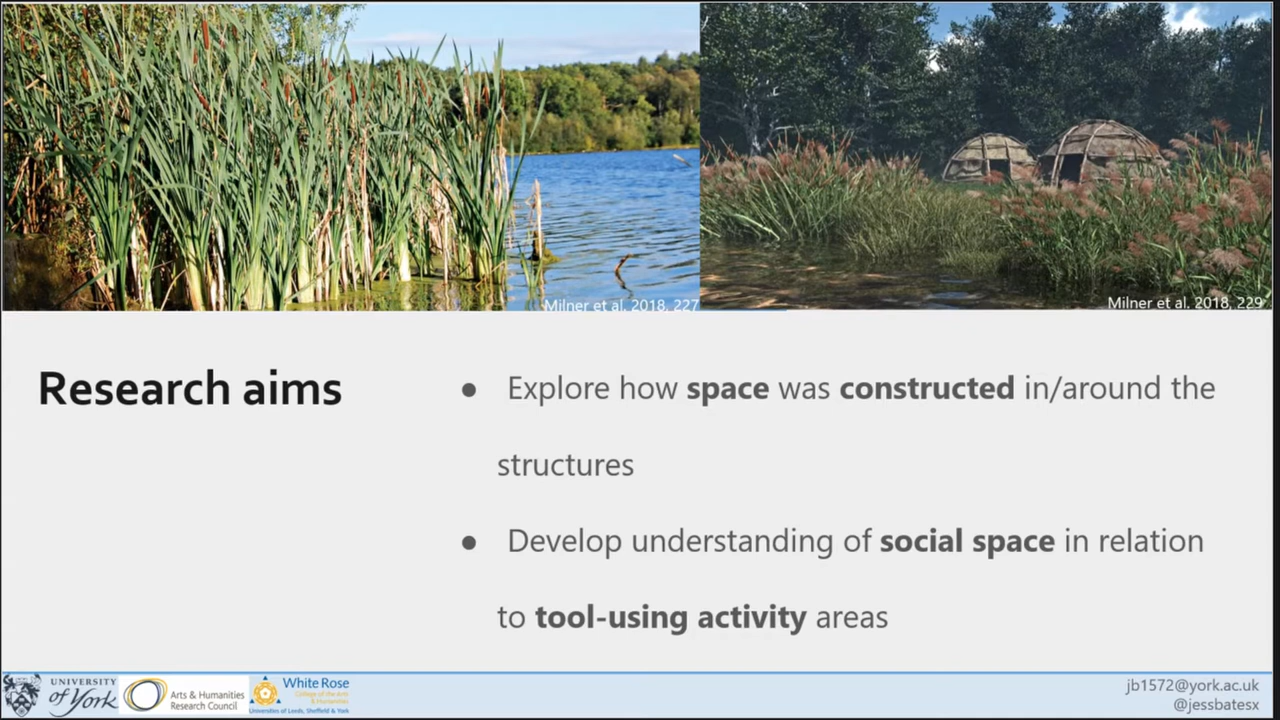 Milner et al. 2018, 227
Milner et al. 2018, 229
Research aims
● Explore how space was constructed in/around the
structures
● Develop understanding of social space in relation
to tool-using activity areas
UNIVERSITY
of York
Arts & Humanities
Research Council
White Rose
College of the Arts
& Humanities
Universities of Leeds, Sheffield & York
jb1572@york.ac.uk
@jessbatesx